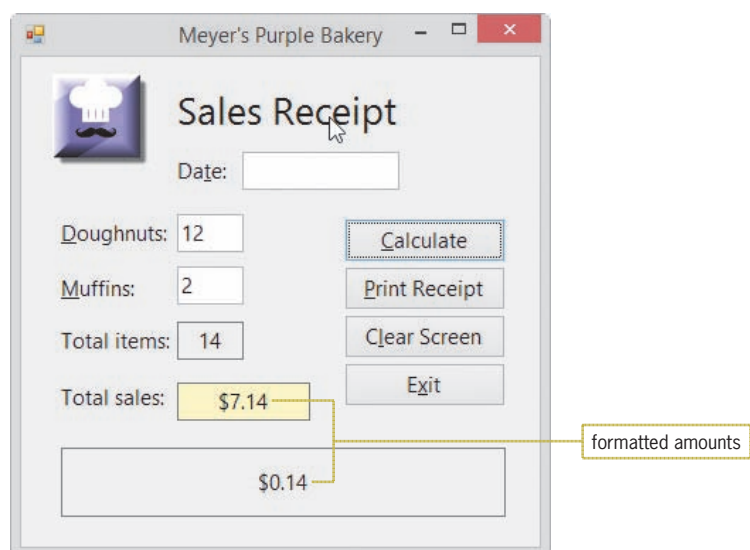 Meyer's Purple Bakery
Sales Receipt
Date:
Doughnuts: 12
Calculate
Muffins: 2
Print Receipt
Total items: 14
Clear Screen
Total sales: $7.14
Exit
formatted amounts
$0.14